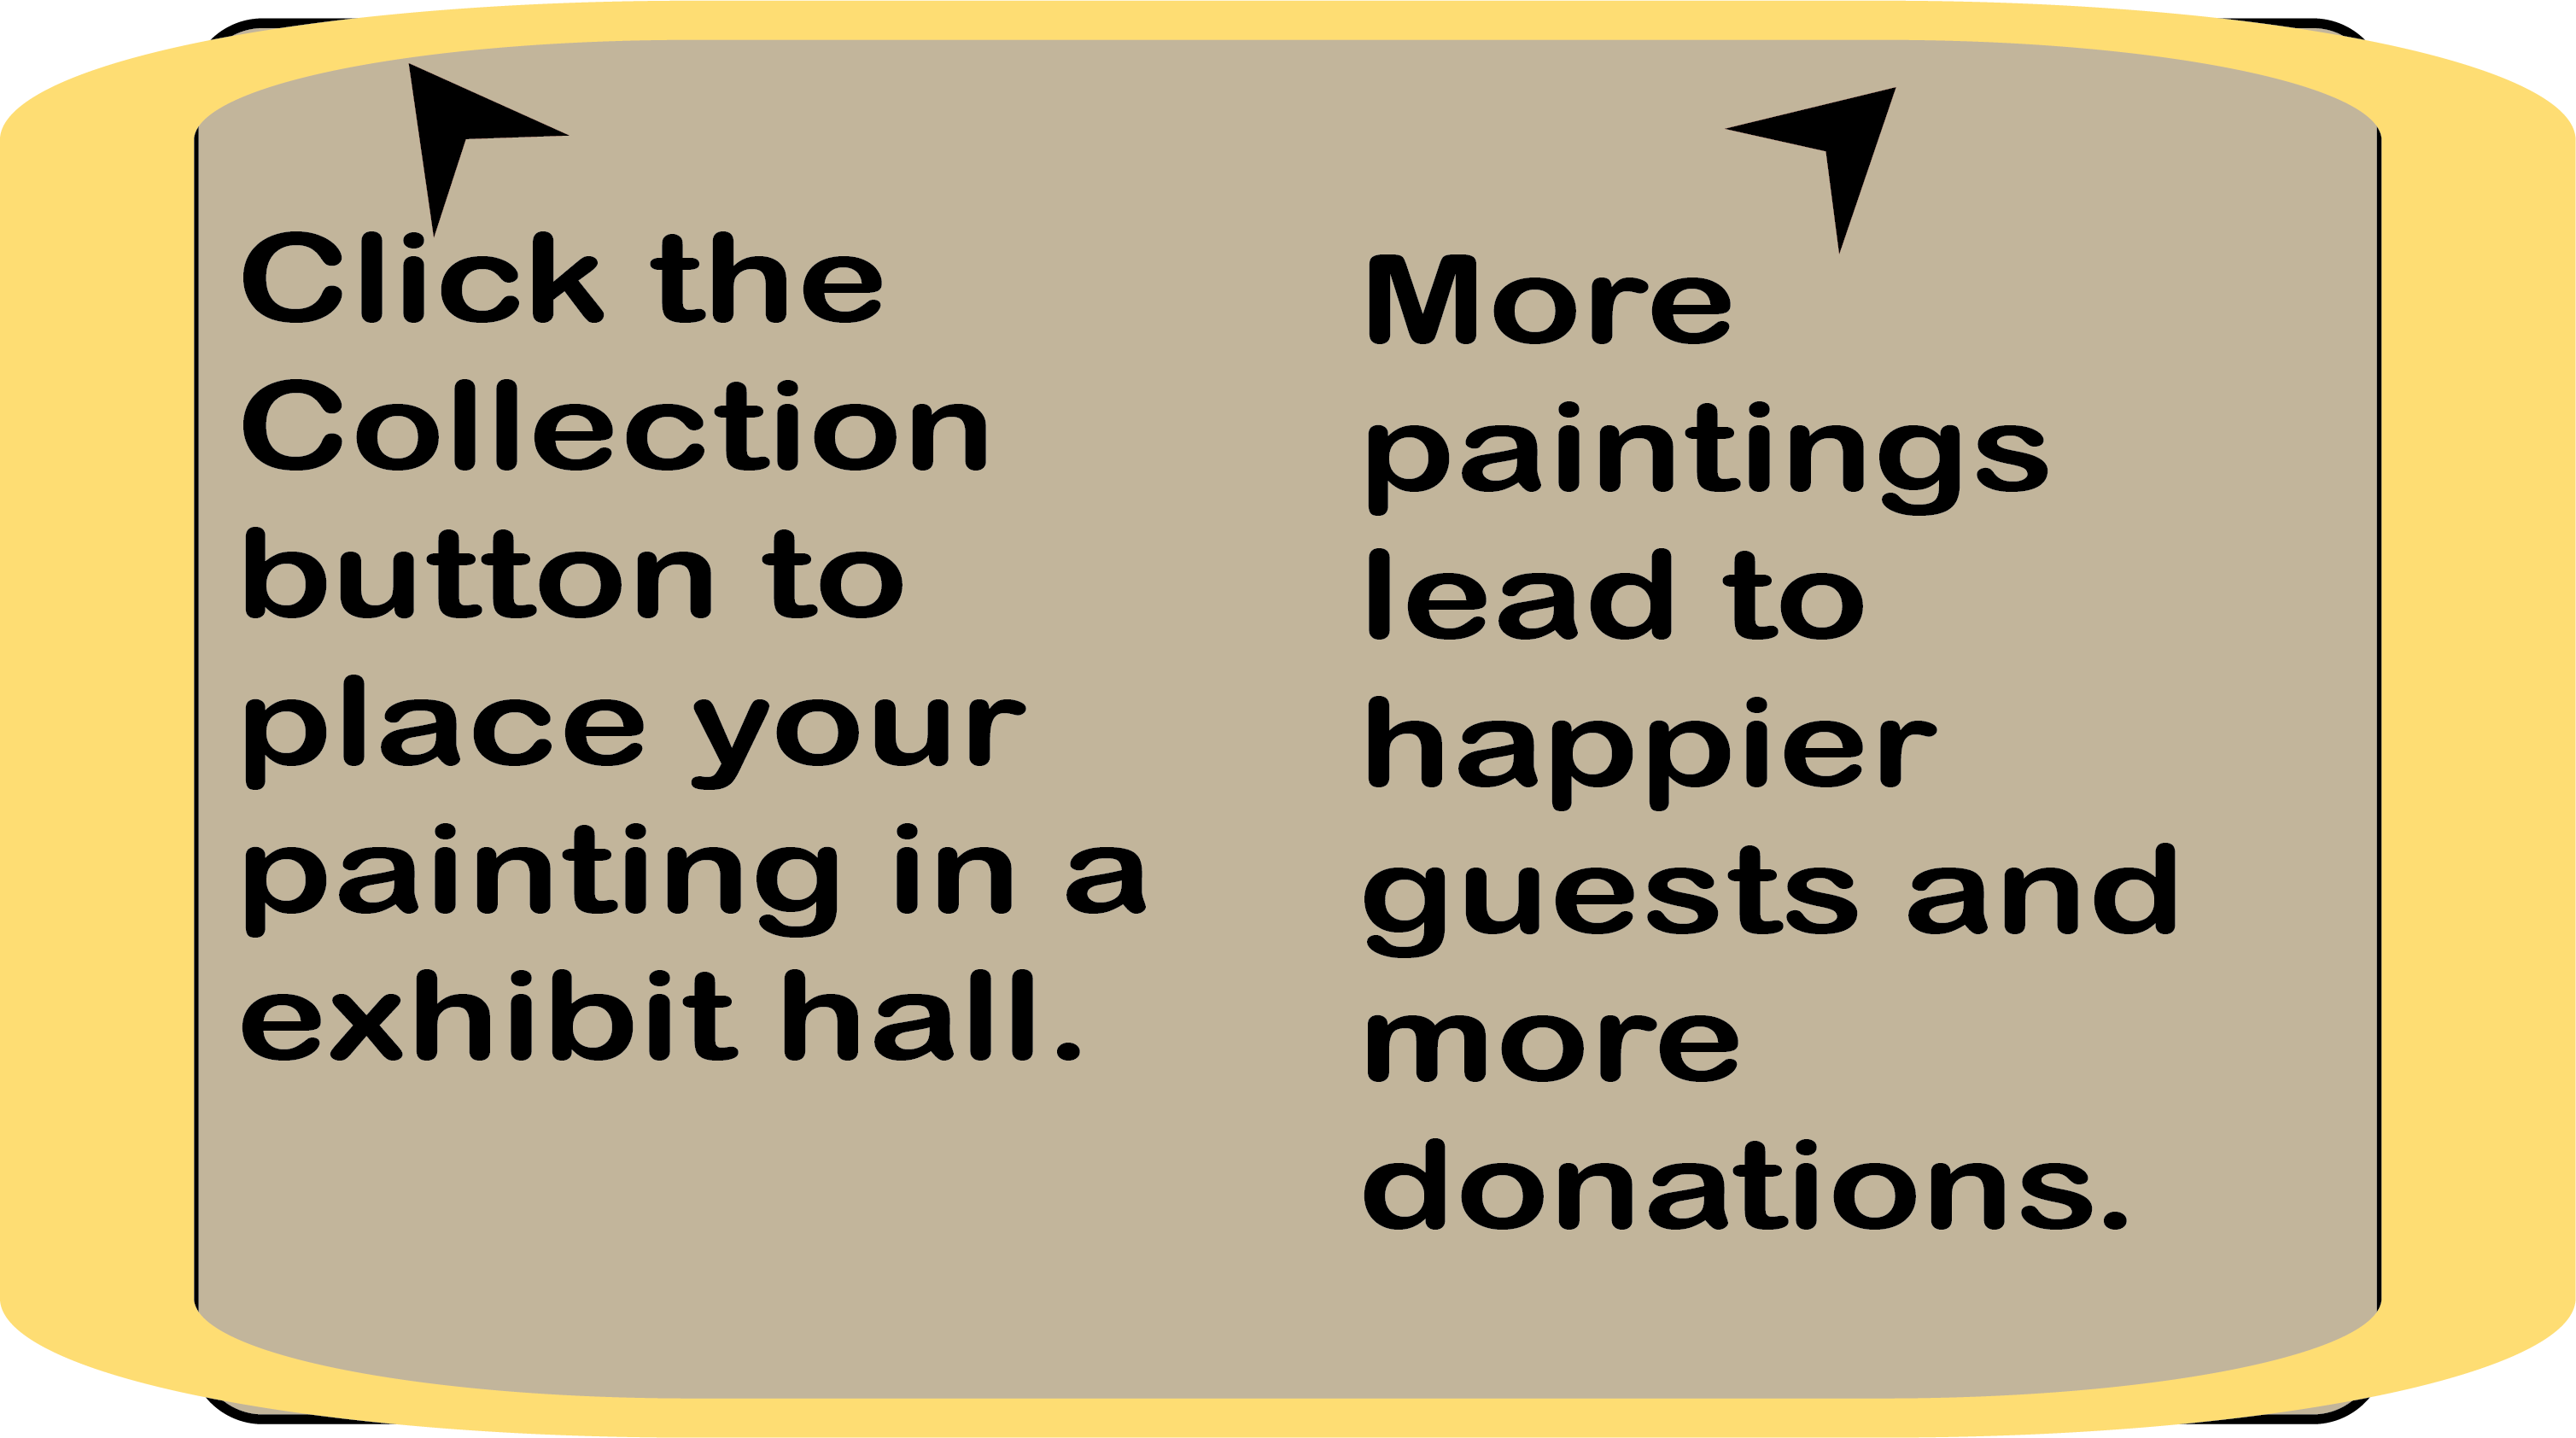 Click the
Collection
button to
place your
painting in a
exhibit hall.
More
paintings
lead to
happier
guests and
more
donations.